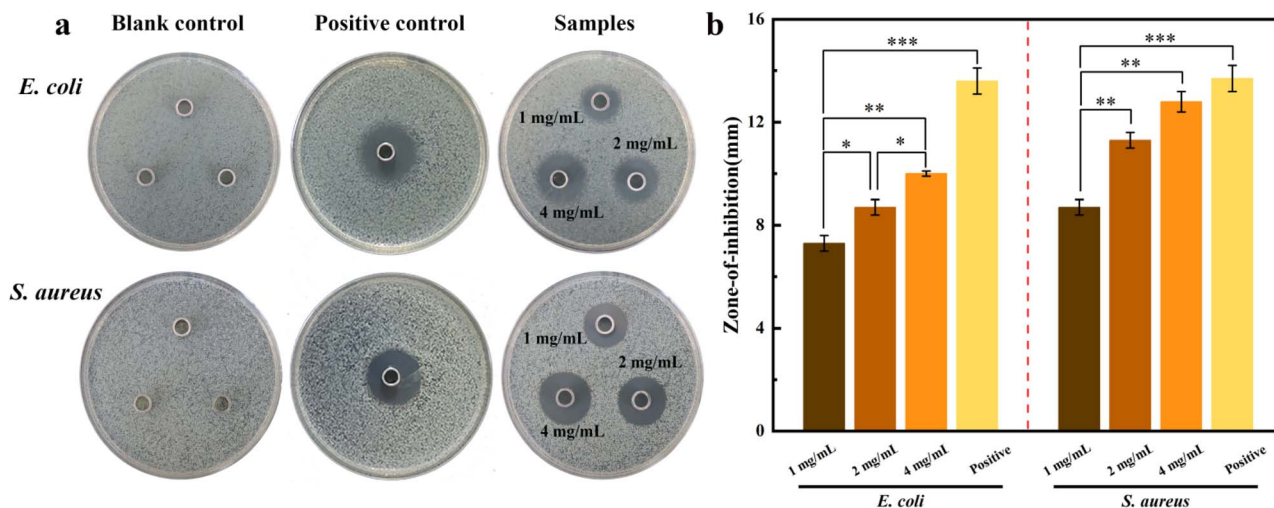 a
Blank control
Positive control
Samples
E. coli
1 mg/mL
2 mg/mL
4 mg/mL
S. aureus
1 mg/mL
2 mg/mL
4 mg/mL
b
Zone-of-inhibition(mm)
16
12
8
4
0
***
**
*
*
***
**
**
1 mg/mL
2 mg/mL
4 mg/mL
Positive
1 mg/mL
2 mg/mL
4 mg/mL
Positive
E. coli
S. aureus